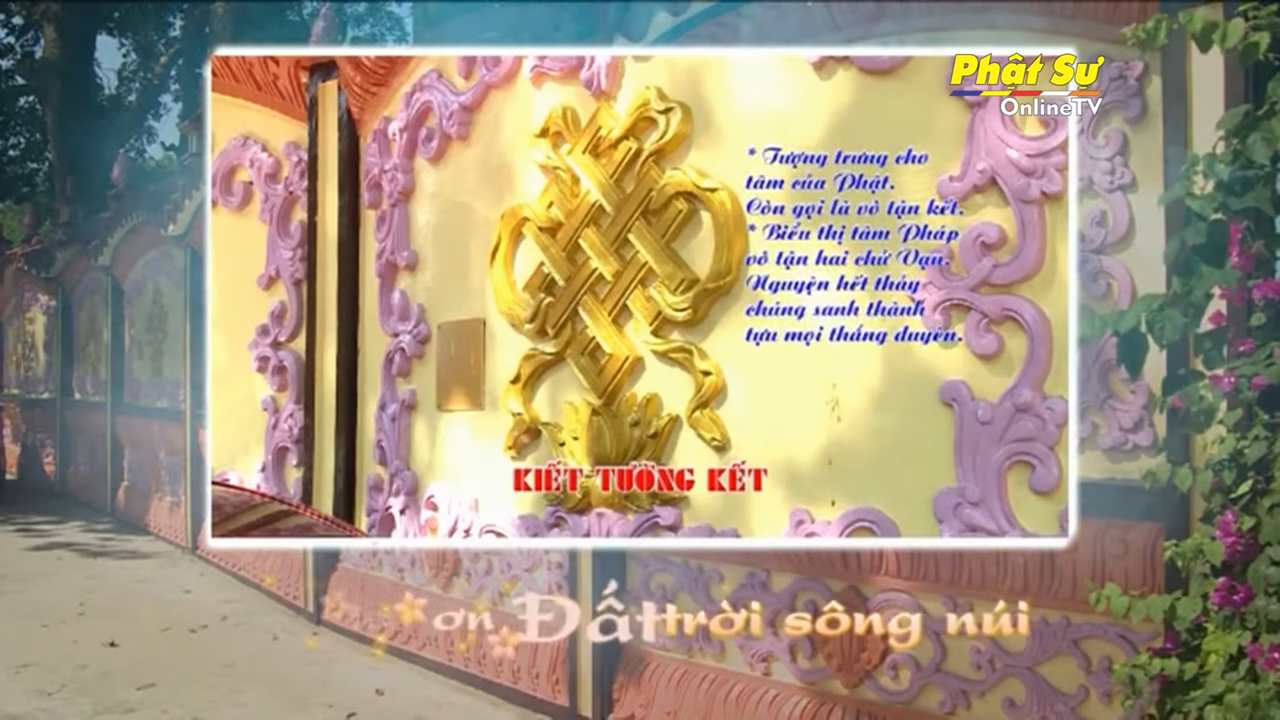 Phật Sự
OnlineTV
* Tượng trưng cho
tâm của Phật.
Còn gọi là vô tận kết.
* Biểu thị tâm Pháp
vô tận hai chử Vạn.
Nguyện hết thảy
chúng sanh thành
tựu mọi thắng duyên.
KIẾT TƯỜNG KẾT
ơn Đất trời sông núi